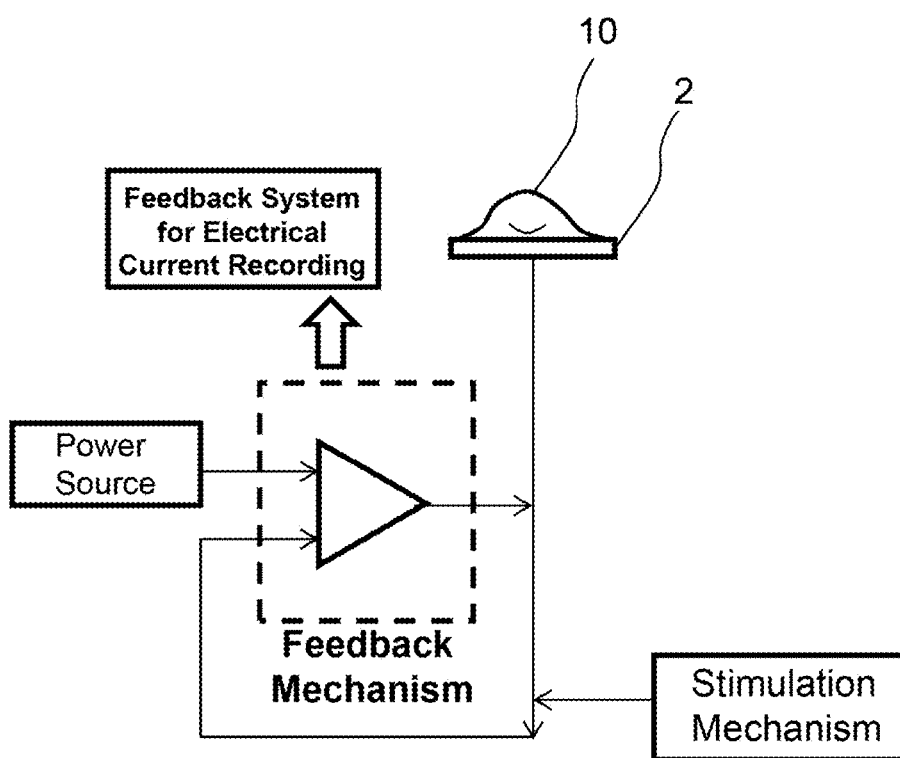 10
2
Feedback System
for Electrical
Current Recording
Power
Source
Feedback
Mechanism
Stimulation
Mechanism